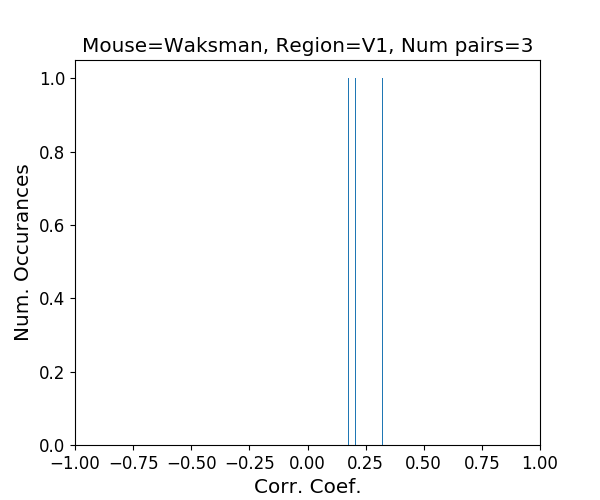 Mouse=Waksman, Region=V1, Num pairs=3
1.0
0.8
0.6
0.4
0.2
0.0
Num. Occurances
−1.00 −0.75 −0.50 −0.25 0.00 0.25 0.50 0.75 1.00
Corr. Coef.